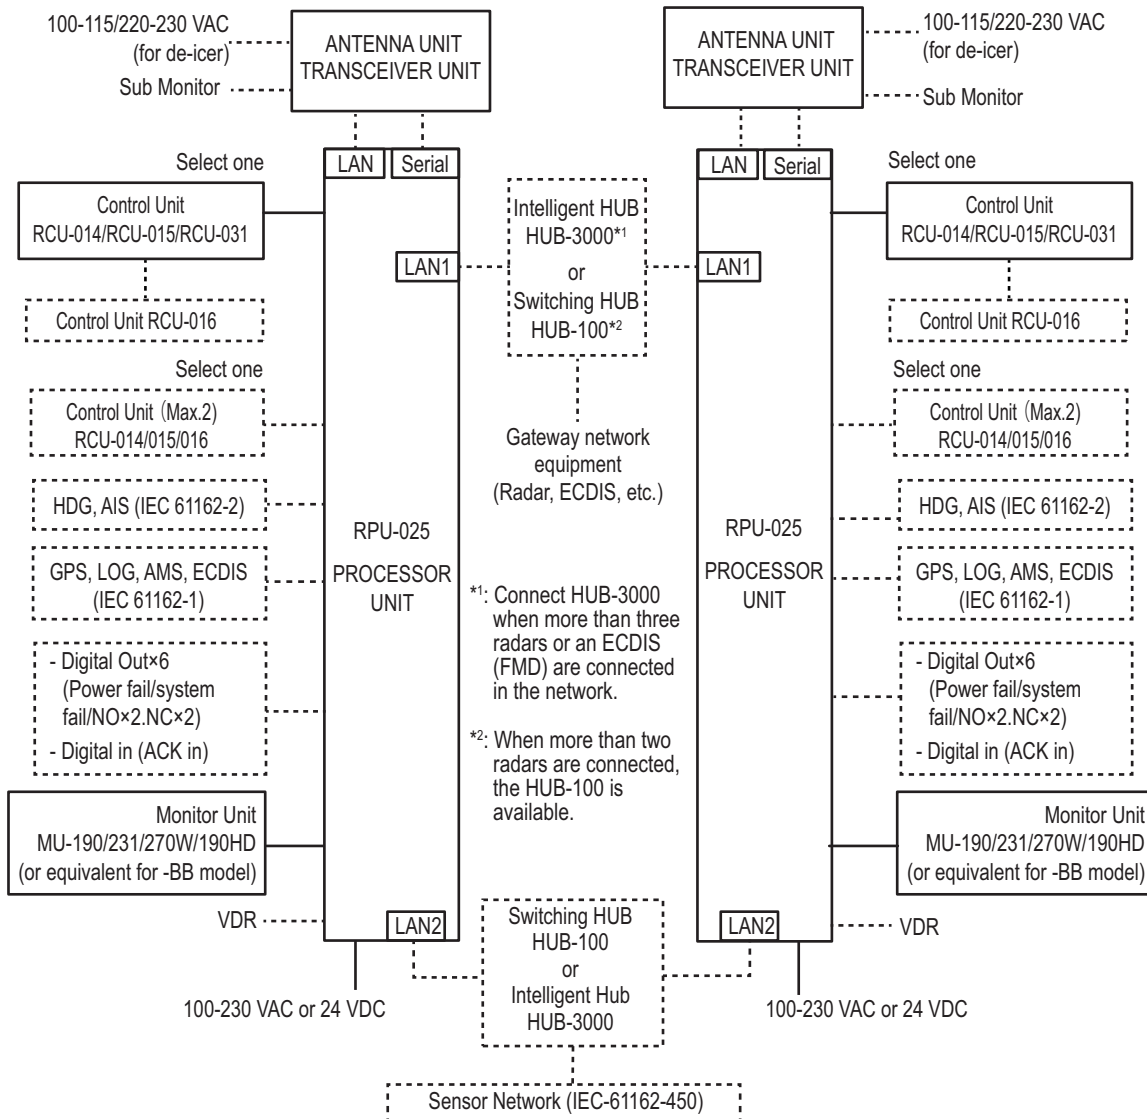 100-115/220-230 VAC
(for de-icer)
Sub Monitor
ANTENNA UNIT
TRANSCEIVER UNIT
ANTENNA UNIT
TRANSCEIVER UNIT
100-115/220-230 VAC
(for de-icer)
Sub Monitor
Select one
LAN
Serial
Control Unit
RCU-014/RCU-015/RCU-031
Control Unit RCU-016
Select one
Control Unit (Max.2)
RCU-014/015/016
HDG, AIS (IEC 61162-2)
GPS, LOG, AMS, ECDIS
(IEC 61162-1)
- Digital Out×6
(Power fail/system
fail/NO×2.NC×2)
- Digital in (ACK in)
Monitor Unit
MU-190/231/270W/190HD
(or equivalent for -BB model)
VDR
LAN1
RPU-025
PROCESSOR
UNIT
LAN2
100-230 VAC or 24 VDC
Intelligent HUB
HUB-3000*1
or
Switching HUB
HUB-100*2
Gateway network
equipment
(Radar, ECDIS, etc.)
*1: Connect HUB-3000
when more than three
radars or an ECDIS
(FMD) are connected
in the network.
*2: When more than two
radars are connected,
the HUB-100 is
available.
Switching HUB
HUB-100
or
Intelligent Hub
HUB-3000
Sensor Network (IEC-61162-450)
LAN
Serial
Select one
LAN1
RPU-025
PROCESSOR
UNIT
LAN2
100-230 VAC or 24 VDC
Control Unit
RCU-014/RCU-015/RCU-031
Control Unit RCU-016
Select one
Control Unit (Max.2)
RCU-014/015/016
HDG, AIS (IEC 61162-2)
GPS, LOG, AMS, ECDIS
(IEC 61162-1)
- Digital Out×6
(Power fail/system
fail/NO×2.NC×2)
- Digital in (ACK in)
Monitor Unit
MU-190/231/270W/190HD
(or equivalent for -BB model)
VDR